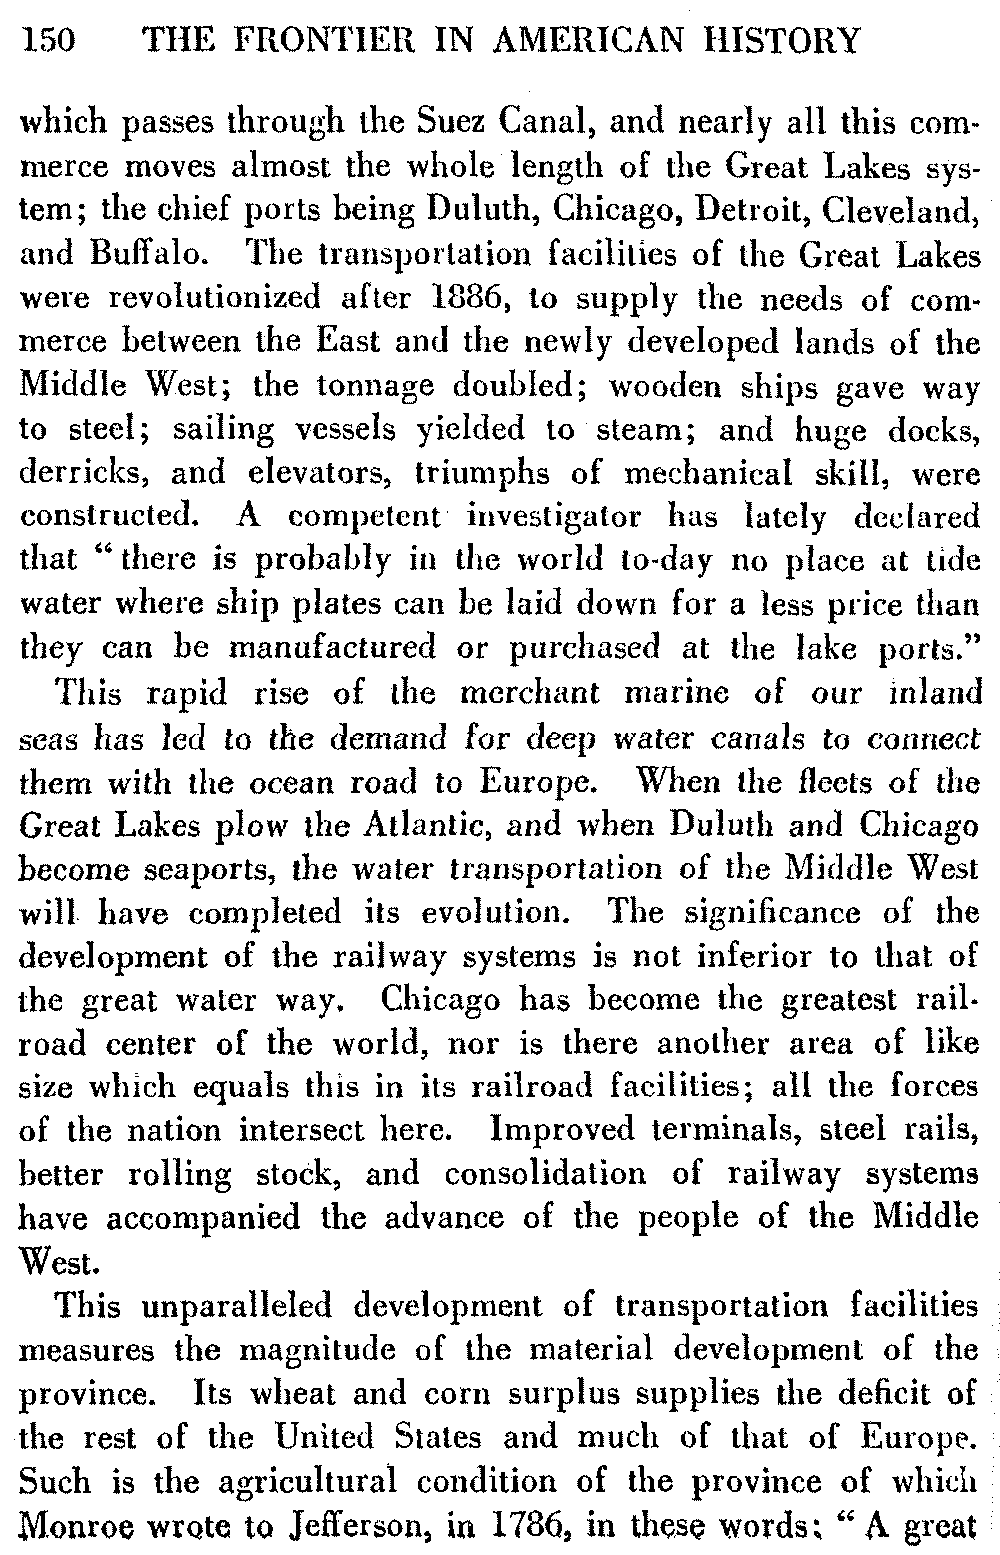 150 THE FRONTIER IN AMERICAN HISTORY
which passes through the Suez Canal, and nearly all this com-
merce moves almost the whole length of the Great Lakes sys-
tem; the chief ports being Duluth, Chicago, Detroit, Cleveland,
and Buffalo. The transportation facilities of the Great Lakes
were revolutionized after 1886, to supply the needs of com-
merce between the East and the newly developed lands of the
Middle West; the tonnage doubled; wooden ships gave way
to steel; sailing vessels yielded to steam; and huge docks,
derricks, and elevators, triumphs of mechanical skill, were
constructed. A competent investigator has lately declared
that “there is probably in the world to-day no place at tide
water where ship plates can be laid down for a less price than
they can be manufactured or purchased at the lake ports.”
This rapid rise of the merchant marine of our inland
seas has led to the demand for deep water canals to connect
them with the ocean road to Europe. When the fleets of the
Great Lakes plow the Atlantic, and when Duluth and Chicago
become seaports, the water transportation of the Middle West
will have completed its evolution. The significance of the
development of the railway systems is not inferior to that of
the great water way. Chicago has become the greatest rail-
road center of the world, nor is there another area of like
size which equals this in its railroad facilities; all the forces
of the nation intersect here. Improved terminals, steel rails,
better rolling stock, and consolidation of railway systems
have accompanied the advance of the people of the Middle
West.
This unparalleled development of transportation facilities
measures the magnitude of the material development of the
province. Its wheat and corn surplus supplies the deficit of
the rest of the United States and much of that of Europe.
Such is the agricultural condition of the province of which
Monroe wrote to Jefferson, in 1786, in these words: “A great